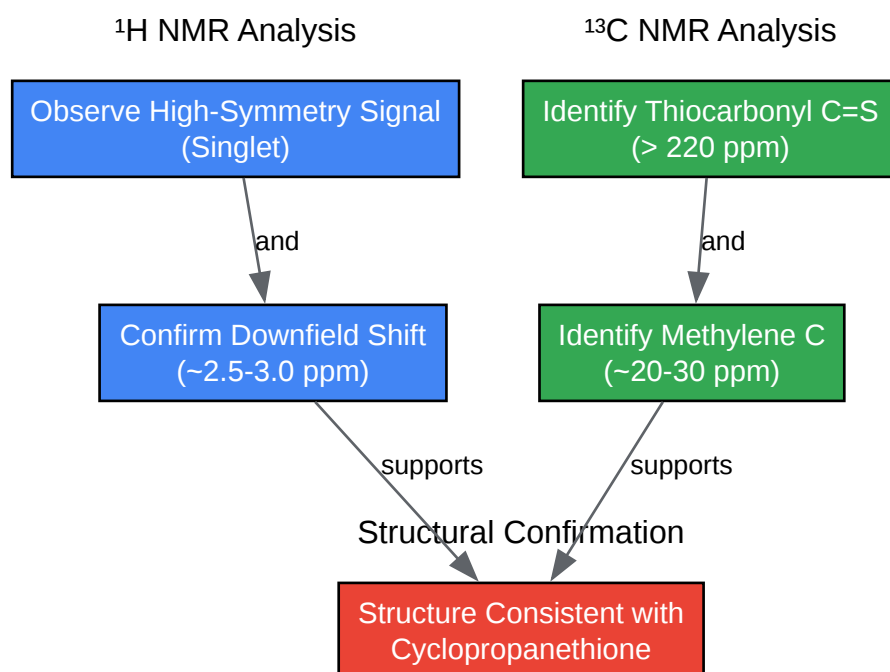 ¹H NMR Analysis
¹³C NMR Analysis
Observe High-Symmetry Signal
(Singlet)
Identify Thiocarbonyl C=S
(> 220 ppm)
and
and
Confirm Downfield Shift
(~2.5-3.0 ppm)
Identify Methylene C
(~20-30 ppm)
supports
supports
Structural Confirmation
Structure Consistent with
Cyclopropanethione